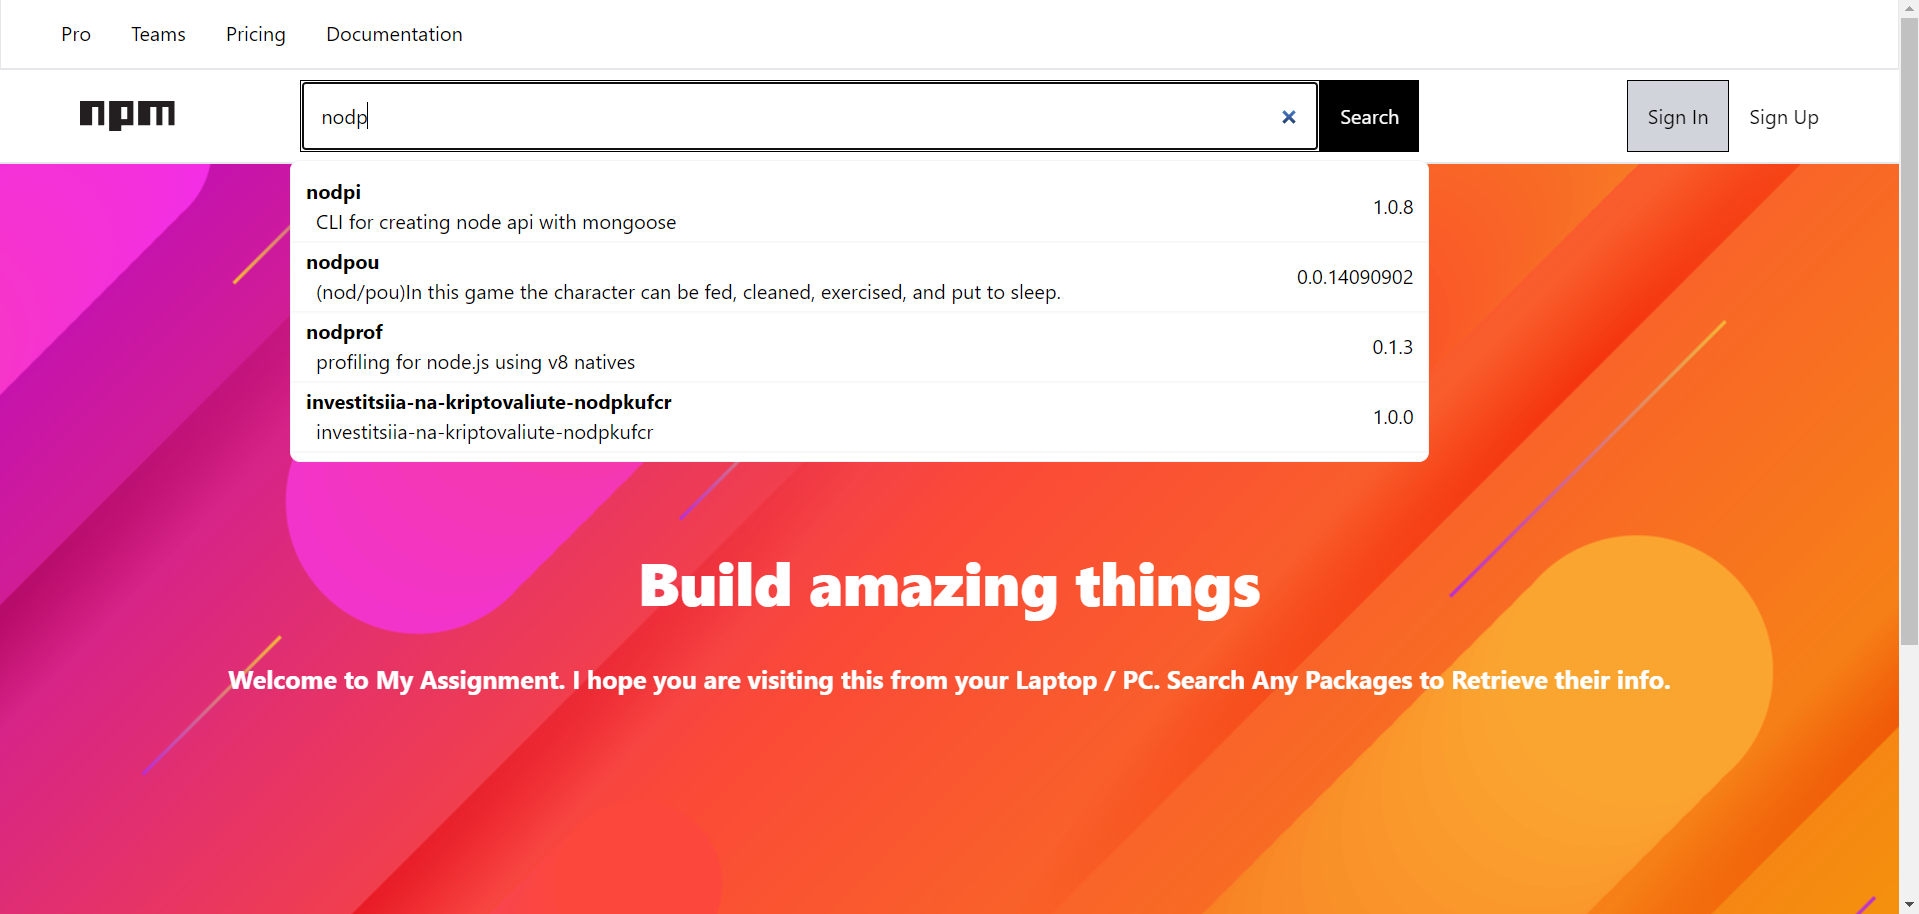 Pro Teams Pricing Documentation
npm
nodp
Search
Sign In
Sign Up
nodpi
CLI for creating node api with mongoose
1.0.8
nodpou
(nod/pou)In this game the character can be fed, cleaned, exercised, and put to sleep.
0.0.14090902
nodprof
profiling for node.js using v8 natives
0.1.3
investitsiia-na-kriptovaliute-nodpkufcr
investitsiia-na-kriptovaliute-nodpkufcr
1.0.0
Build amazing things
Welcome to My Assignment. I hope you are visiting this from your Laptop / PC. Search Any Packages to Retrieve their info.